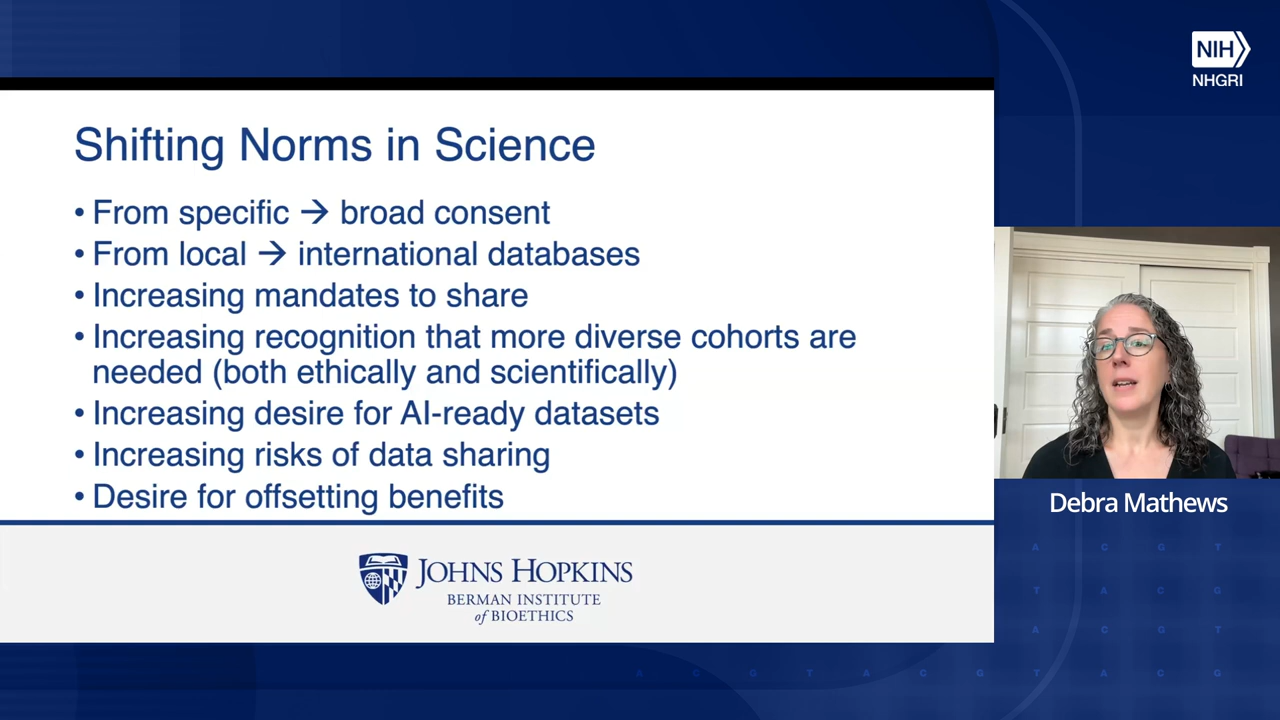 NIH
NHGRI
Shifting Norms in Science
• From specific → broad consent
• From local → international databases
• Increasing mandates to share
• Increasing recognition that more diverse cohorts are
needed (both ethically and scientifically)
• Increasing desire for AI-ready datasets
• Increasing risks of data sharing
• Desire for offsetting benefits
Debra Mathews
JOHNS HOPKINS
BERMAN INSTITUTE
of BIOETHICS
A C G T
T A C G
A C G T
A C G T A C G T A C G